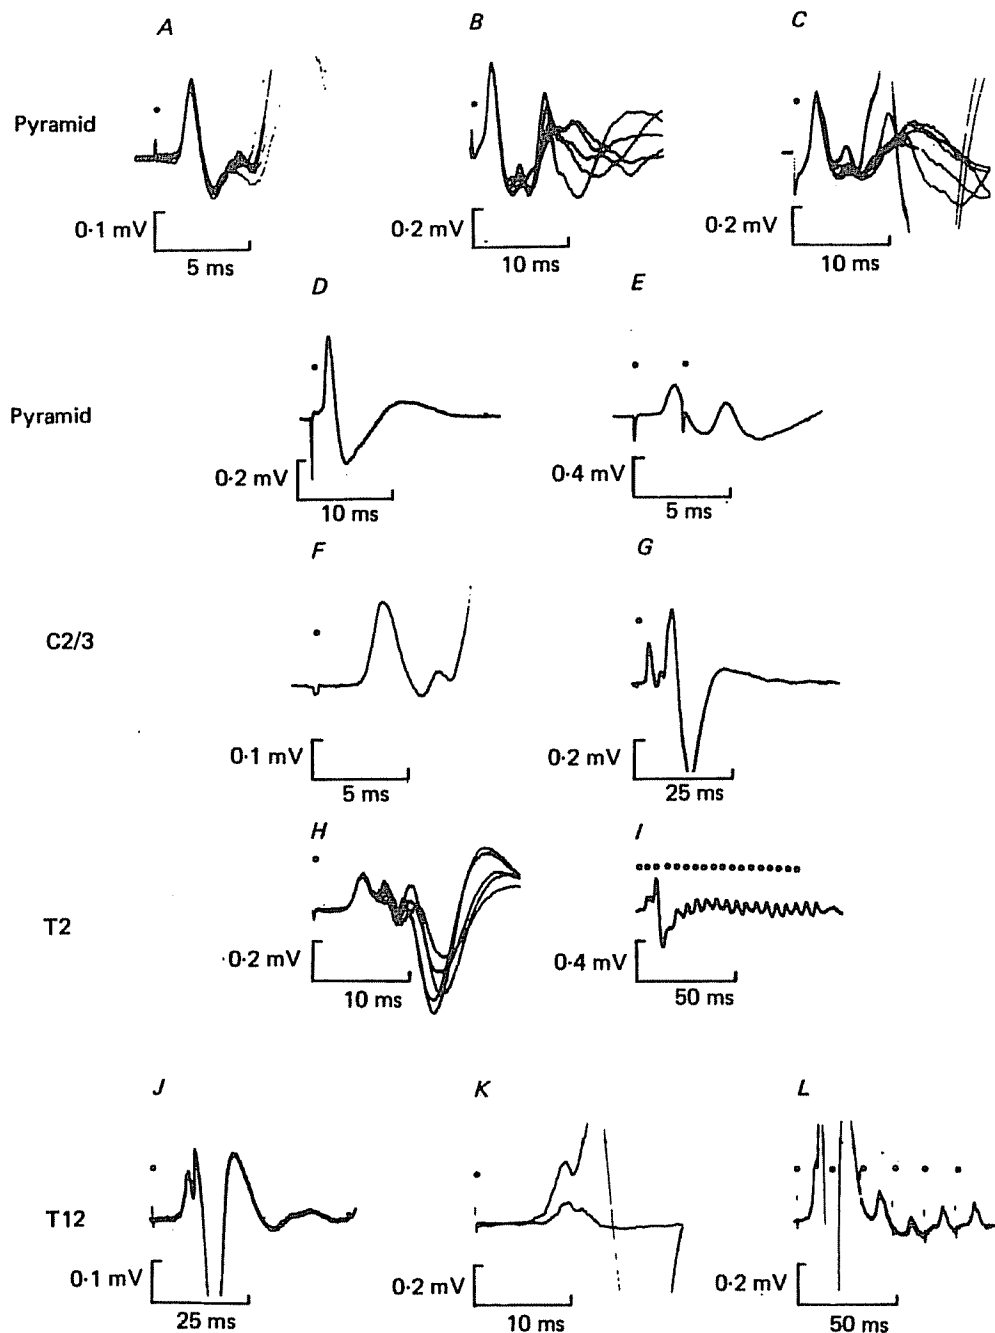 A B C
Pyramid
0·1 mV 0·2 mV 0·2 mV
5 ms 10 ms 10 ms
D E
Pyramid
0·2 mV 0·4 mV
10 ms 5 ms
F G
C2/3
0·1 mV 0·2 mV
5 ms 25 ms
H I
T2
0·2 mV 0·4 mV
10 ms 50 ms
J K L
T12
0·1 mV 0·2 mV 0·2 mV
25 ms 10 ms 50 ms